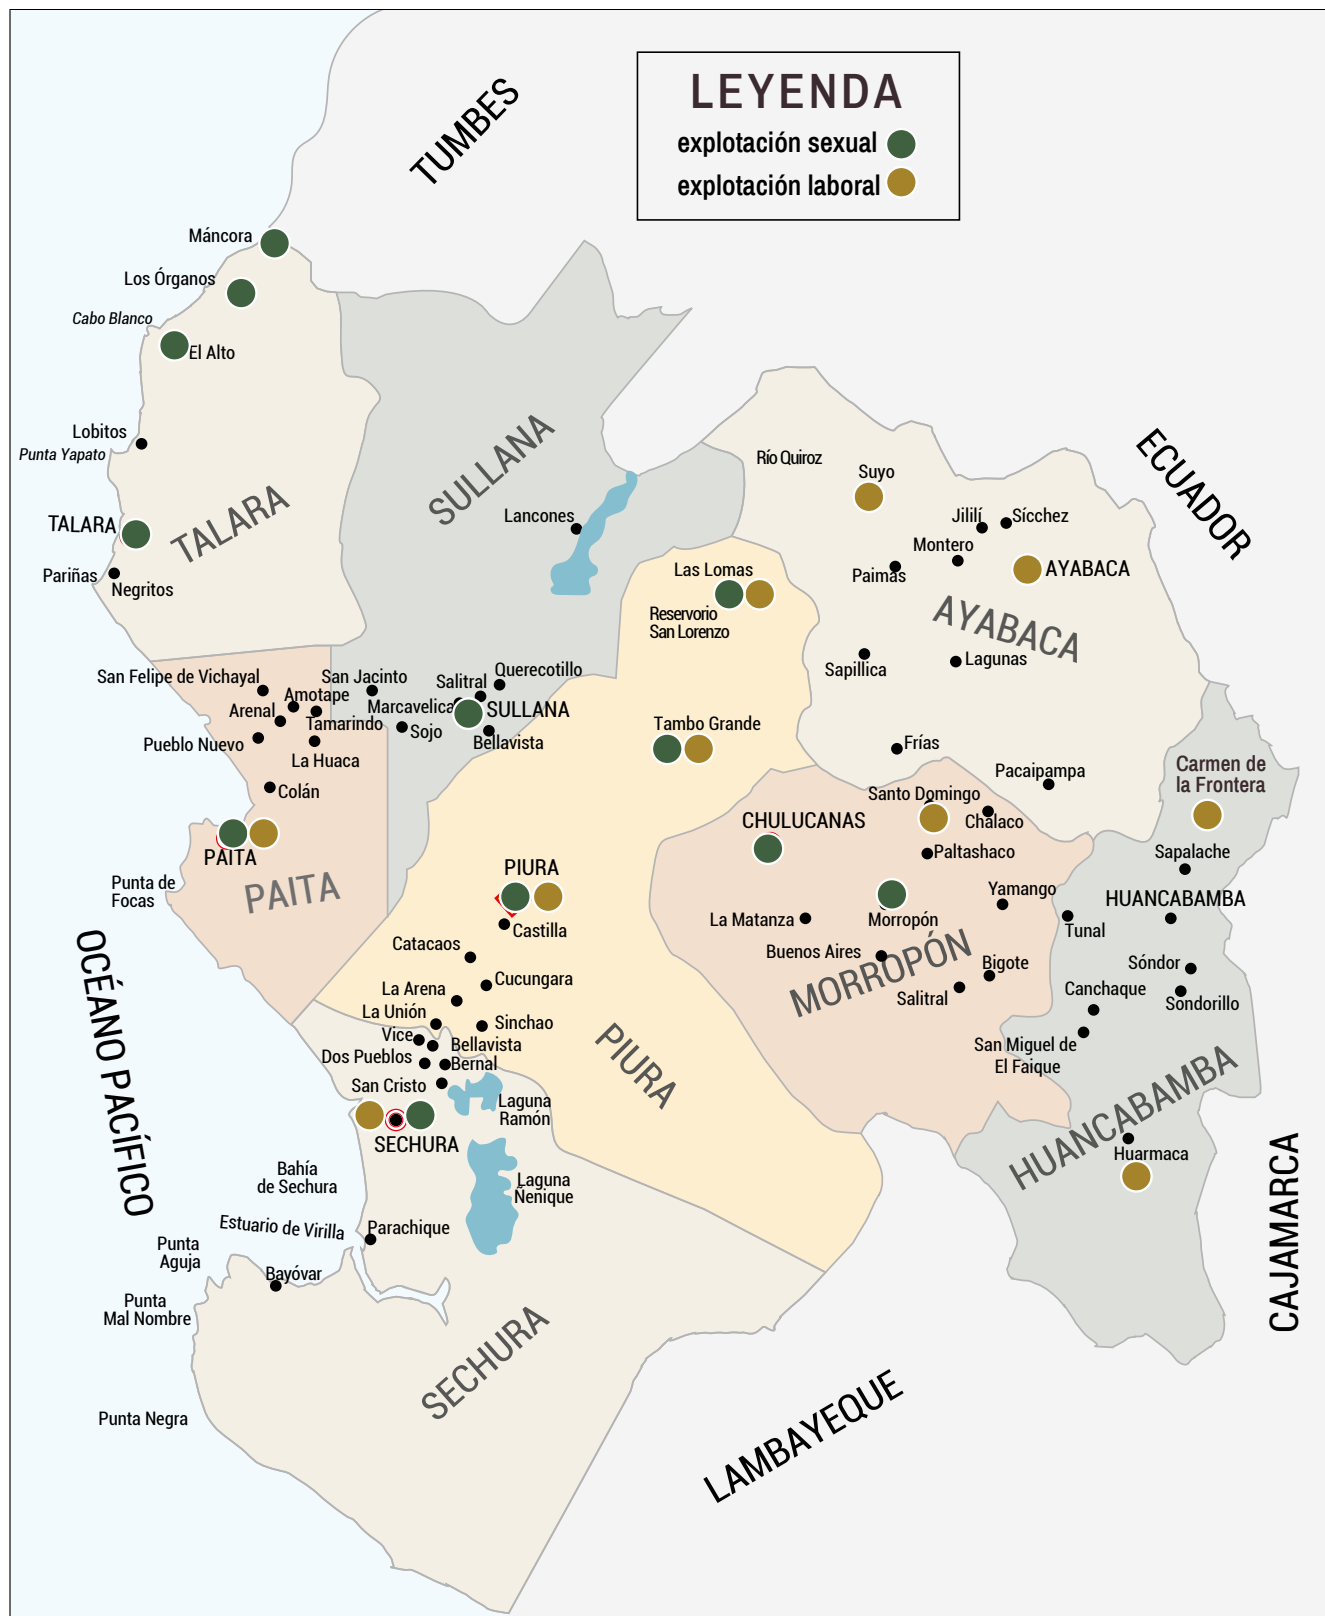 LEYENDA
explotación sexual
explotación laboral
TUMBES
Máncora
Los Órganos
Cabo Blanco
El Alto
Lobitos
Punta Yapato
TALARA
TALARA
Pariñas
Negritos
SULLANA
Lancones
Río Quiroz
Suyo
ECUADOR
Jililí
Sícchez
Montero
Paimas
AYABACA
AYABACA
Las Lomas
Reservorio
San Lorenzo
Sapillica
Lagunas
San Felipe de Vichayal
San Jacinto
Querecotillo
Salitral
Amotape
Marcavelica
Arenal
SULLANA
Tamarindo
Sojo
Bellavista
Pueblo Nuevo
La Huaca
Tambo Grande
Frías
Colán
Pacaipampa
Carmen de
la Frontera
Santo Domingo
CHULUCANAS
Chalaco
PAITA
Paltashaco
Sapalache
PIURA
PAITA
Punta de
Focas
Yamango
HUANCABAMBA
La Matanza
Morropón
Tunal
Castilla
Catacaos
Buenos Aires
MORROPÓN
Bigote
Sóndor
Cucungara
La Arena
Salitral
Canchaque
Sondorillo
La Unión
Sinchao
Vice
Bellavista
San Miguel de
El Faique
Dos Pueblos
Bernal
PIURA
San Cristo
Laguna
Ramón
OCÉANO PACÍFICO
SECHURA
HUANCABAMBA
Huarmaca
Bahía
de Sechura
Laguna
Ñenique
Estuario de Virilla
Parachique
Punta
Aguja
Bayóvar
Punta
Mal Nombre
CAJAMARCA
SECHURA
Punta Negra
LAMBAYEQUE